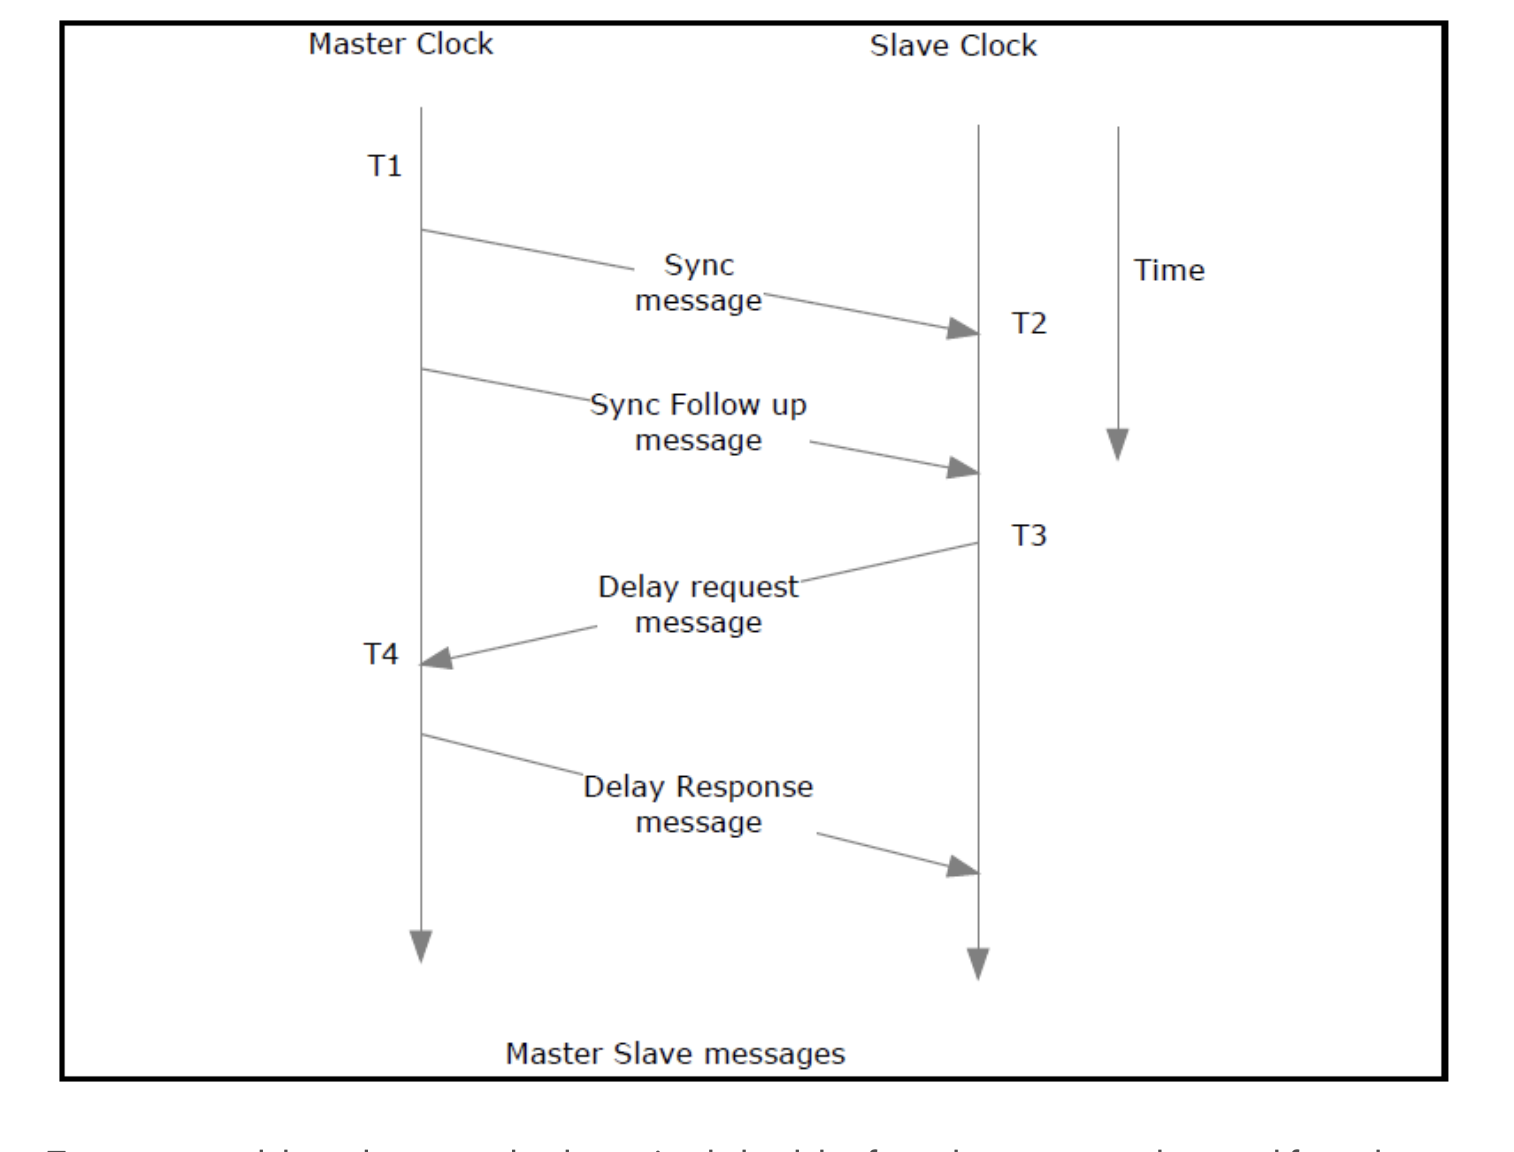 Master Clock
Slave Clock
T1
Sync
message
Time
T2
Sync Follow up
message
T3
Delay request
message
T4
Delay Response
message
Master Slave messages